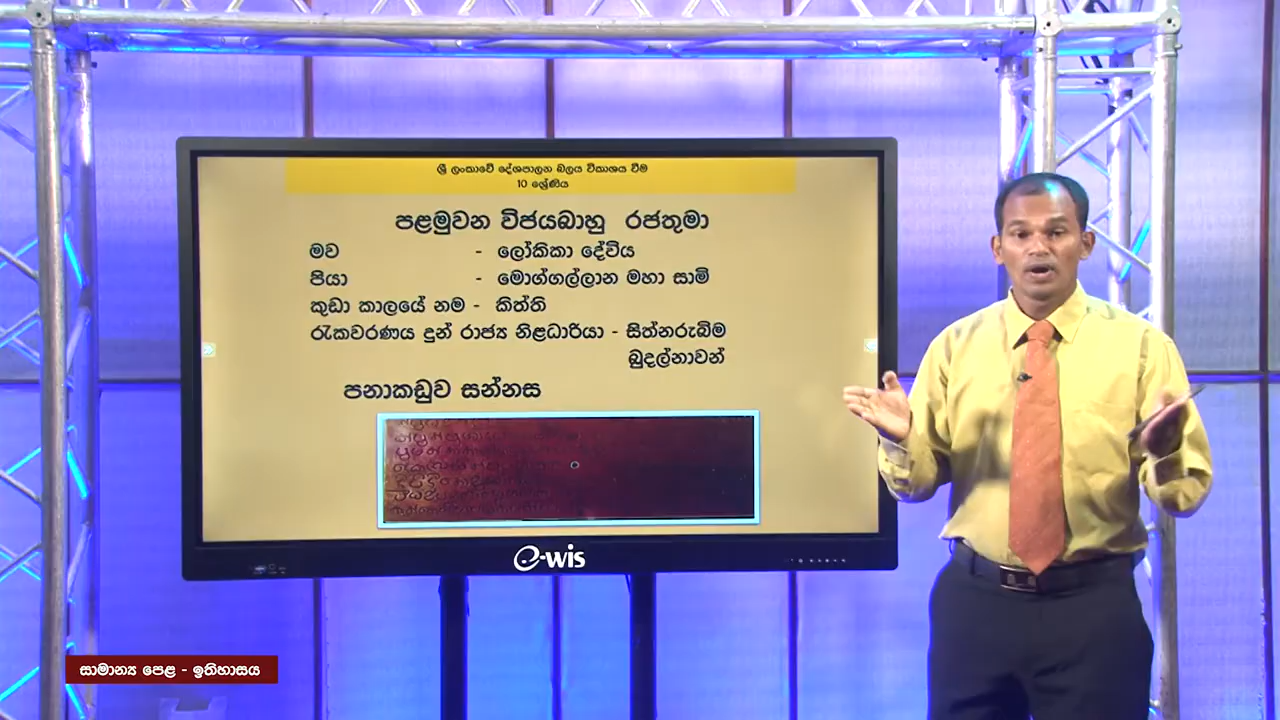 ශ්‍රී ලංකාවේ දේශපාලන බලය විකාශය වීම
10 ශ්‍රේණිය
පළමුවන විජයබාහු රජතුමා
මව - ලෝකිකා දේවිය
පියා - මොග්ගල්ලාන මහා සාමි
කුඩා කාලයේ නම - කිත්ති
රැකවරණය දුන් රාජ්‍ය නිළධාරියා - සිත්නරුබිම
බුදල්නාවන්
පනාකඩුව සන්නස
e-wis
සාමාන්‍ය පෙළ - ඉතිහාසය